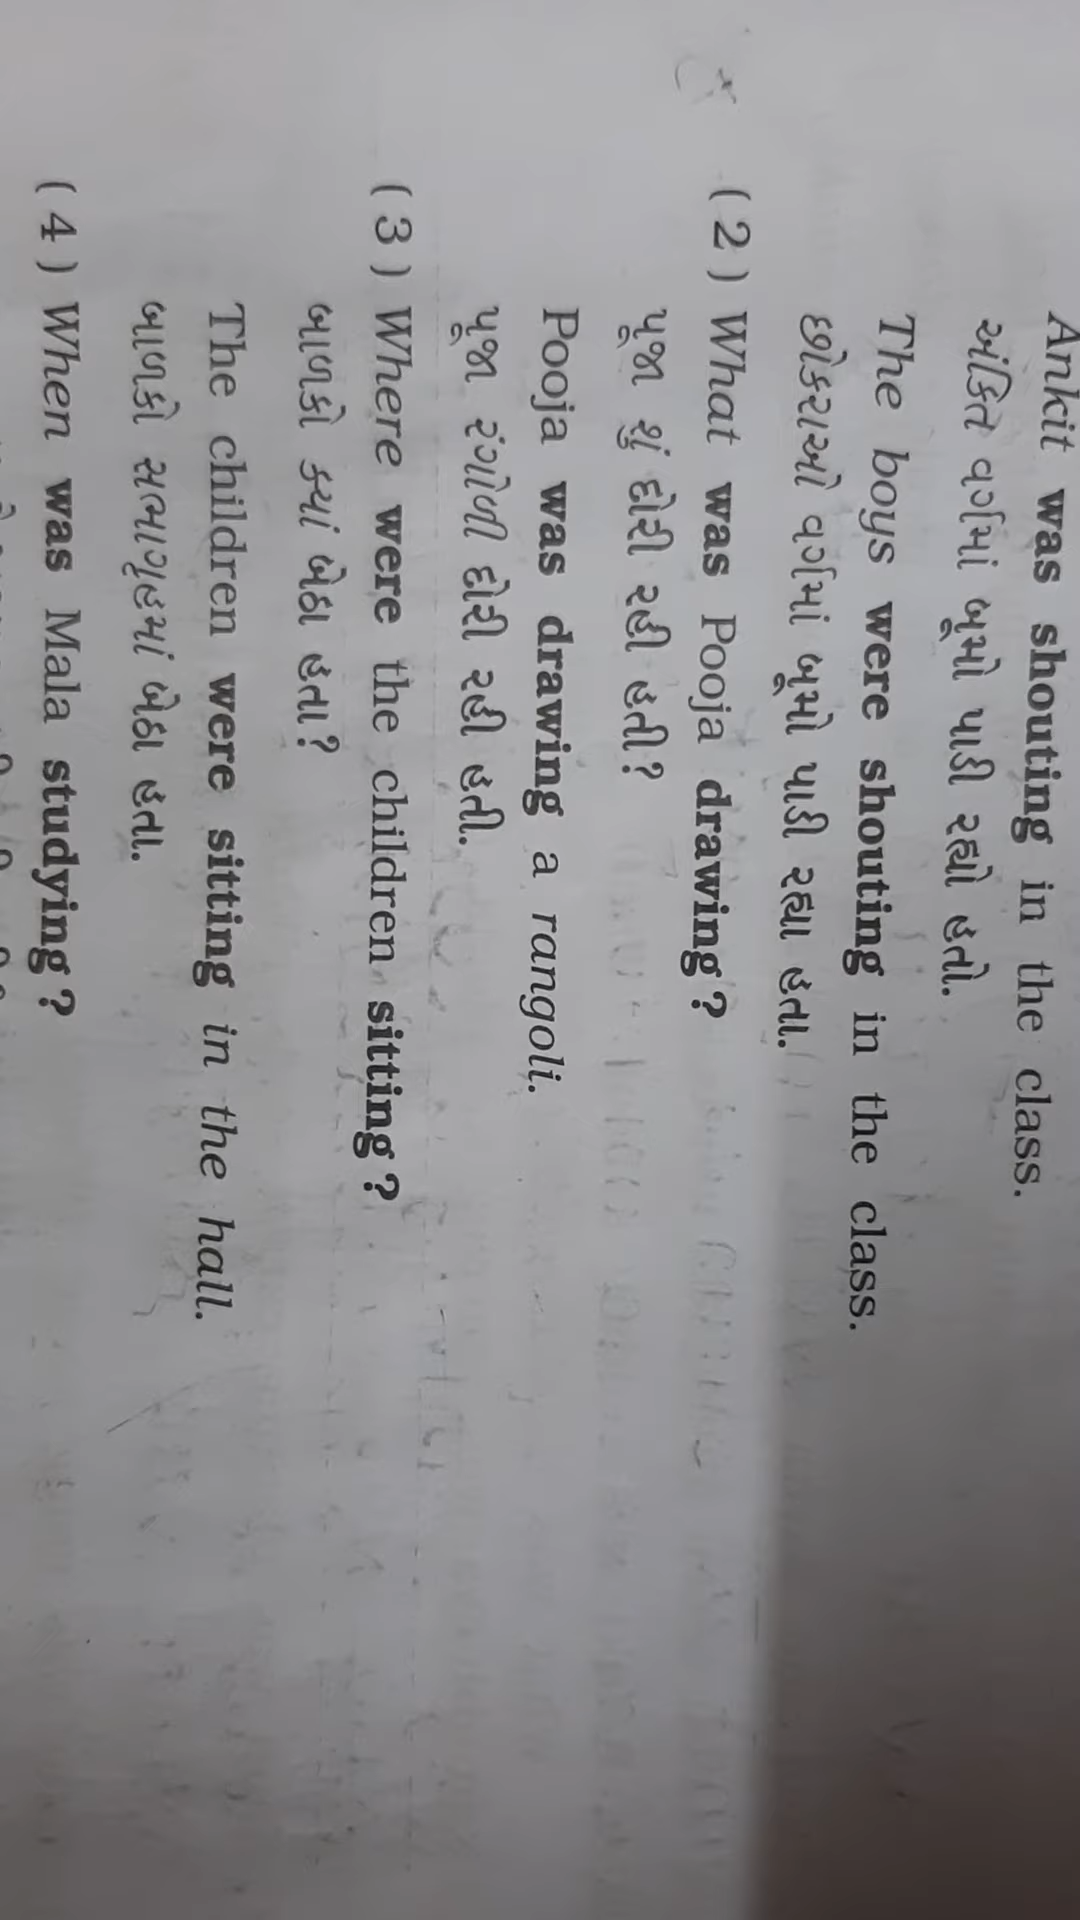 Ankit was shouting in the class.
અંકિત વર્ગમાં બૂમો પાડી રહ્યો હતો.
The boys were shouting in the class.
છોકરાઓ વર્ગમાં બૂમો પાડી રહ્યા હતા.
(2) What was Pooja drawing?
પૂજા શું દોરી રહી હતી?
Pooja was drawing a rangoli.
પૂજા રંગોળી દોરી રહી હતી.
(3) Where were the children sitting?
બાળકો ક્યાં બેઠા હતા?
The children were sitting in the hall.
બાળકો સભાગૃહમાં બેઠા હતા.
(4) When was Mala studying?